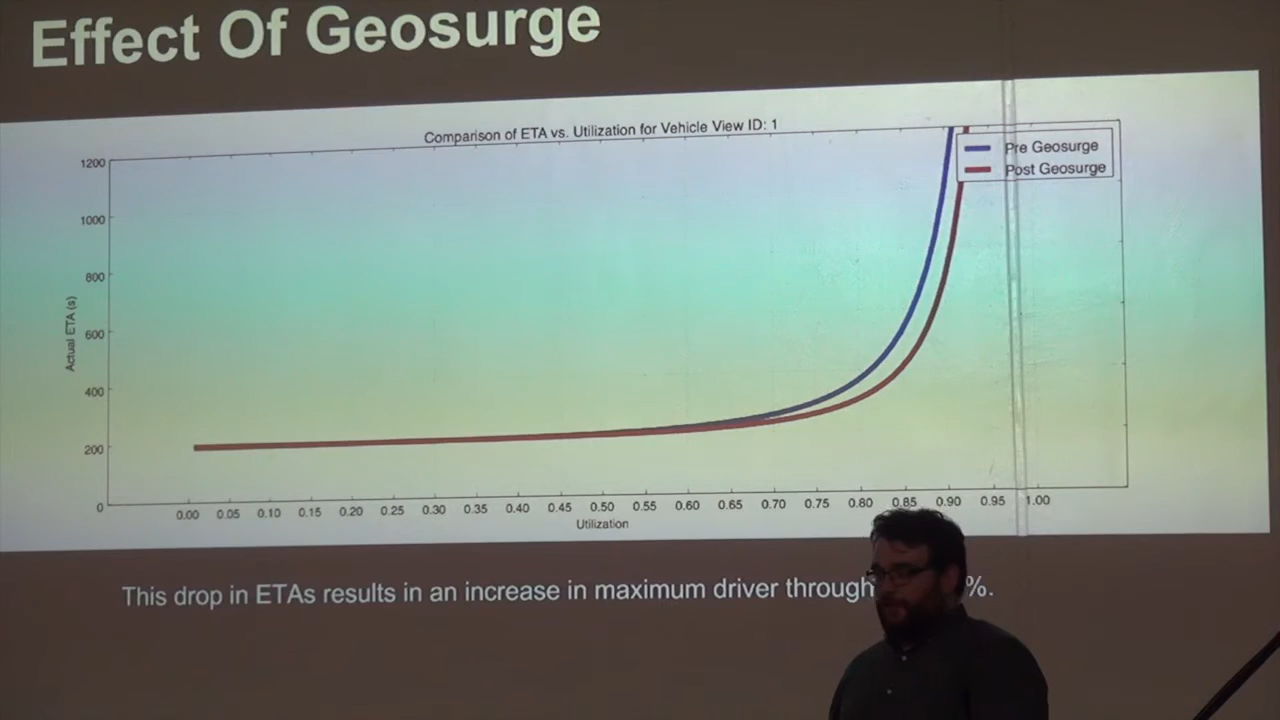 Effect Of Geosurge
Comparison of ETA vs. Utilization for Vehicle View ID: 1
Pre Geosurge
Post Geosurge
1200
1000
800
600
400
200
0
Actual ETA (s)
0.00 0.05 0.10 0.15 0.20 0.25 0.30 0.35 0.40 0.45 0.50 0.55 0.60 0.65 0.70 0.75 0.80 0.85 0.90 0.95 1.00
Utilization
This drop in ETAs results in an increase in maximum driver through %.